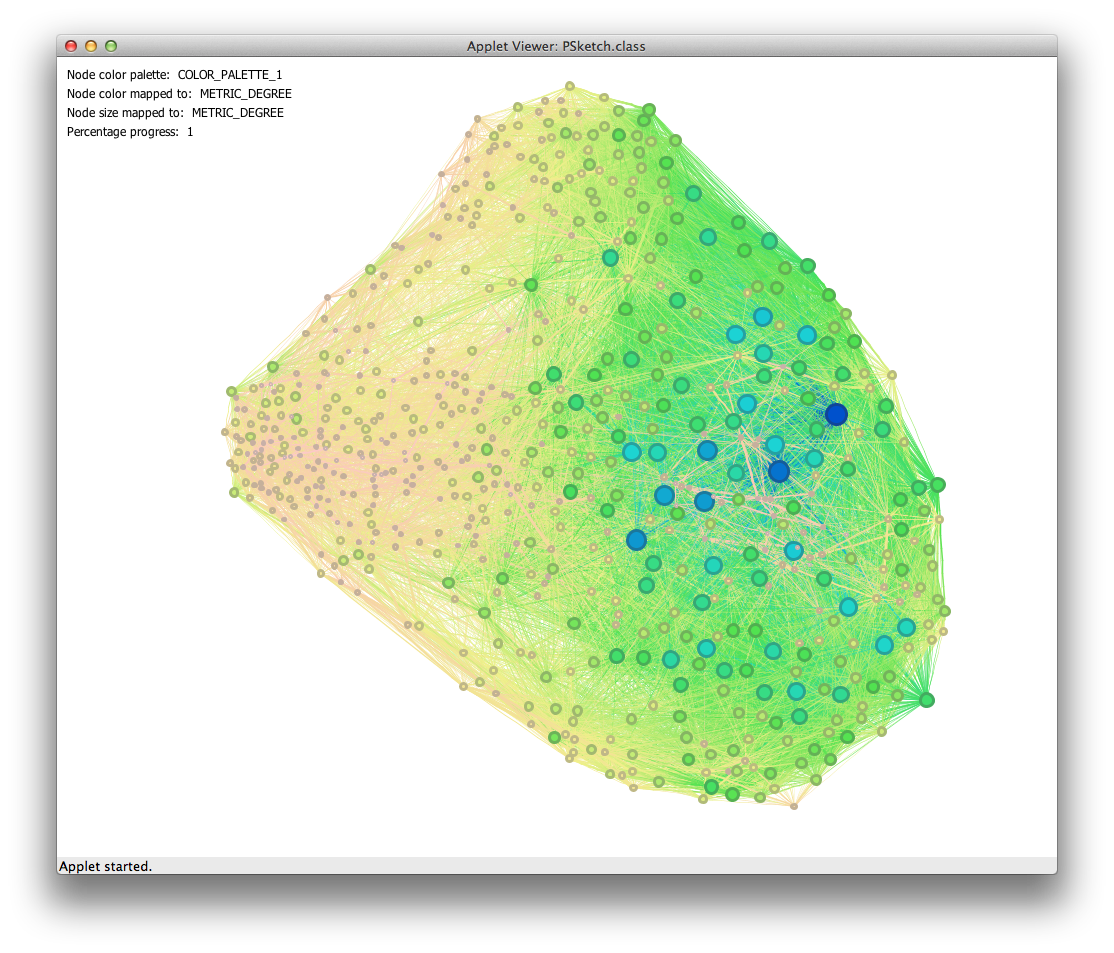 Applet Viewer: PSketch.class
Node color palette: COLOR_PALETTE_1
Node color mapped to: METRIC_DEGREE
Node size mapped to: METRIC_DEGREE
Percentage progress: 1
Applet started.